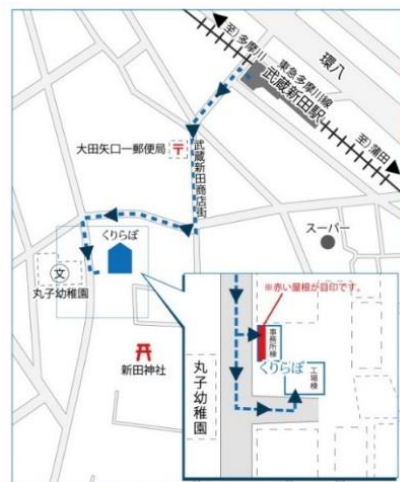 至)多摩川
環八
東急多摩川線
武蔵新田駅
至)蒲田
大田矢口一郵便局
武蔵新田商店街
スーパー
くりらぼ
文
丸子幼稚園
新田神社
※赤い屋根が目印です。
事務所棟
くりらぼ
工場棟
丸子幼稚園